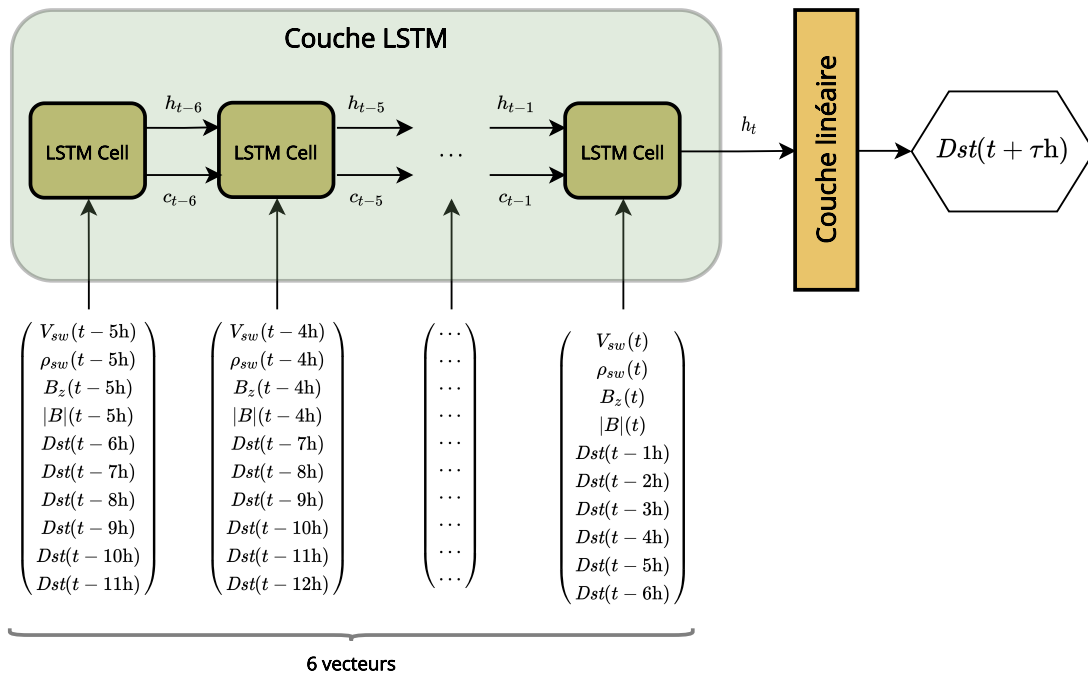 Couche LSTM
h_{t−6}
h_{t−5}
h_{t−1}
LSTM Cell
LSTM Cell
...
LSTM Cell
c_{t−6}
c_{t−5}
c_{t−1}
h_t
Couche linéaire
Dst(t + τh)
V_{sw}(t − 5h)
ρ_{sw}(t − 5h)
B_z(t − 5h)
|B|(t − 5h)
Dst(t − 6h)
Dst(t − 7h)
Dst(t − 8h)
Dst(t − 9h)
Dst(t − 10h)
Dst(t − 11h)
V_{sw}(t − 4h)
ρ_{sw}(t − 4h)
B_z(t − 4h)
|B|(t − 4h)
Dst(t − 7h)
Dst(t − 8h)
Dst(t − 9h)
Dst(t − 10h)
Dst(t − 11h)
Dst(t − 12h)
...
...
...
...
...
...
...
...
...
...
V_{sw}(t)
ρ_{sw}(t)
B_z(t)
|B|(t)
Dst(t − 1h)
Dst(t − 2h)
Dst(t − 3h)
Dst(t − 4h)
Dst(t − 5h)
Dst(t − 6h)
6 vecteurs